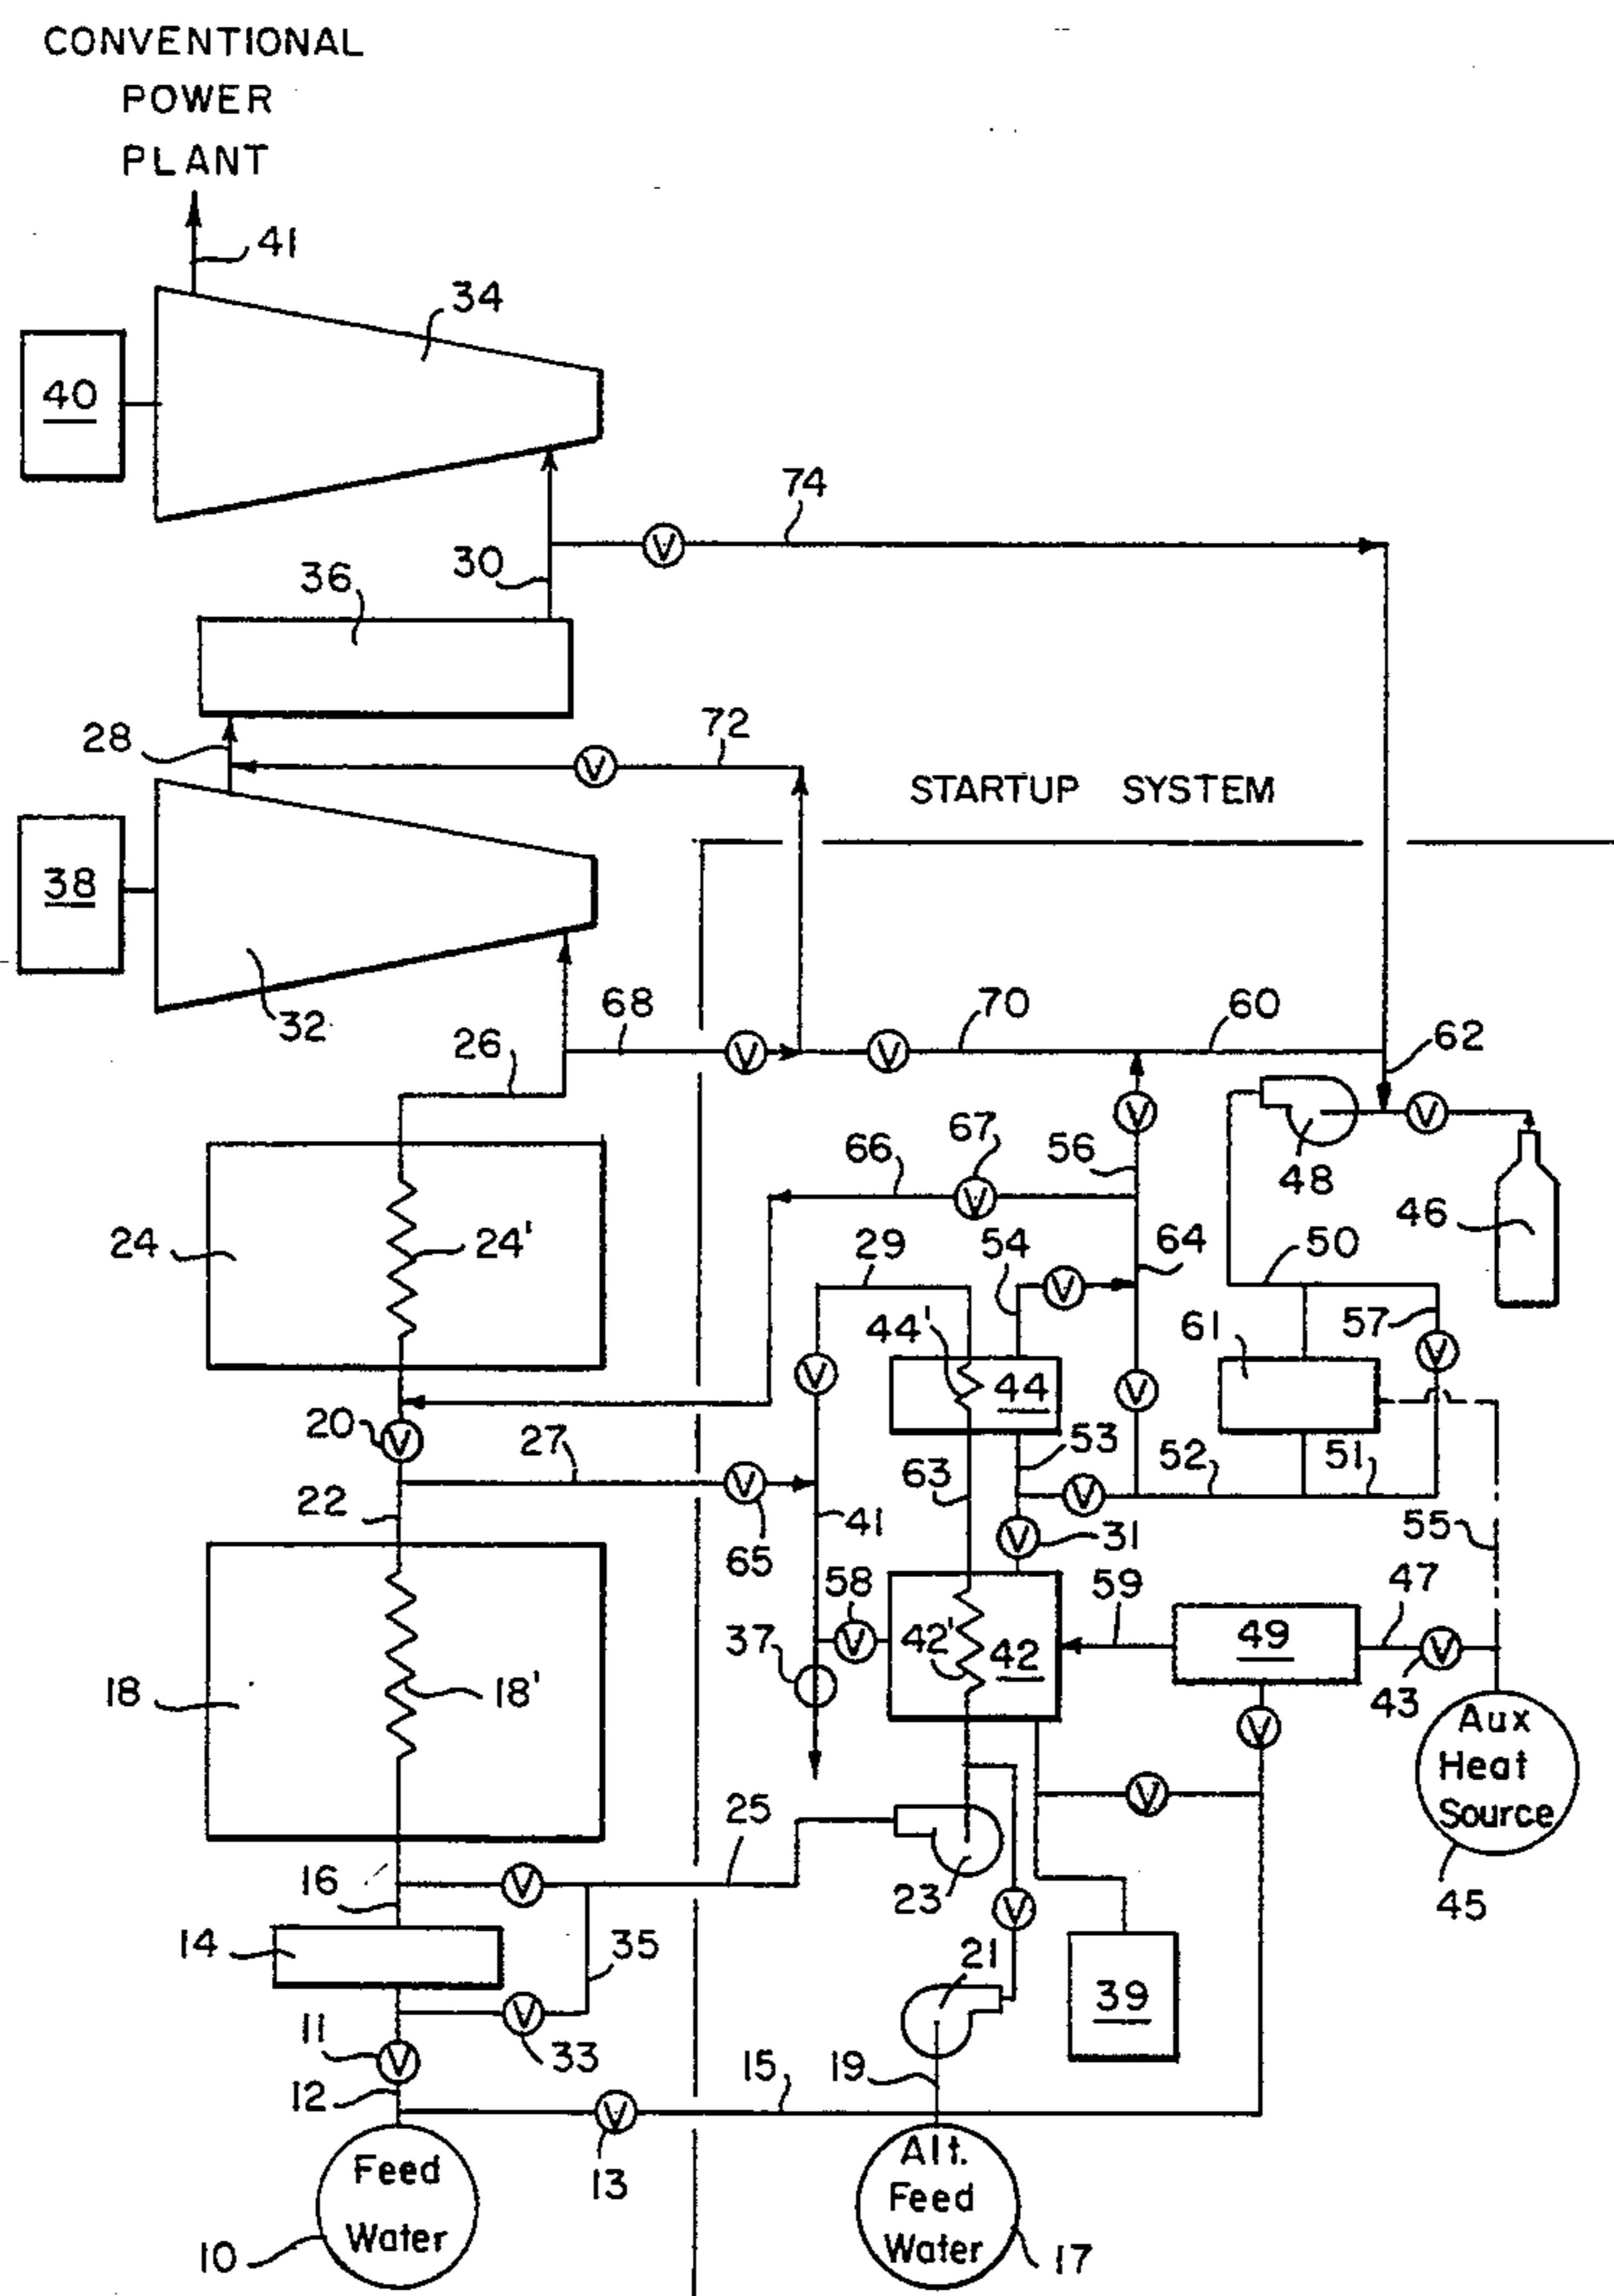 CONVENTIONAL
POWER
PLANT
41
34
40
74
V
30
36
28
72
V
STARTUP SYSTEM
38
32
26
68
V
V
70
60
62
V
V
48
46
66
67
V
56
24
24'
29
54
V
64
50
44'
44
61
57
V
V
V
20
V
27
V
65
22
41
63
53
52
51
V
V
31
55
58
V
37
42'
42
59
49
47
V
43
18
18'
V
Aux
Heat
Source
45
V
25
23
16
V
V
14
35
21
39
11
V
V
33
12
15
19
V
13
Feed
Water
10
Alt.
Feed
Water
17